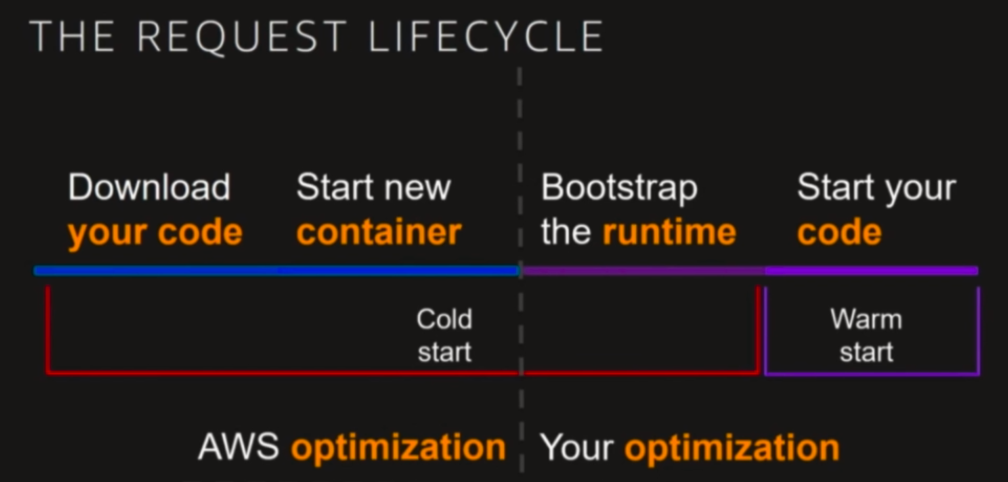 THE REQUEST LIFECYCLE
Download
your code
Start new
container
Bootstrap
the runtime
Start your
code
Cold
start
Warm
start
AWS optimization
Your optimization